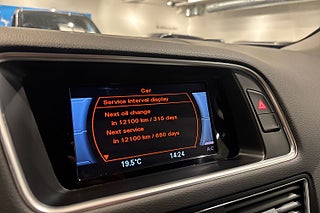 Car
Service interval display
Next oil change
in 12100 km / 315 days
Next service
in 12100 km / 680 days
19.5°C
14:24
A/C